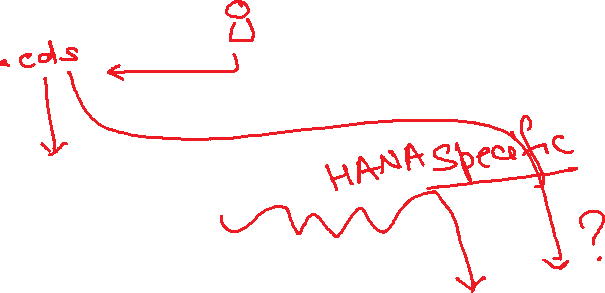 .cds
HANA Specific
?